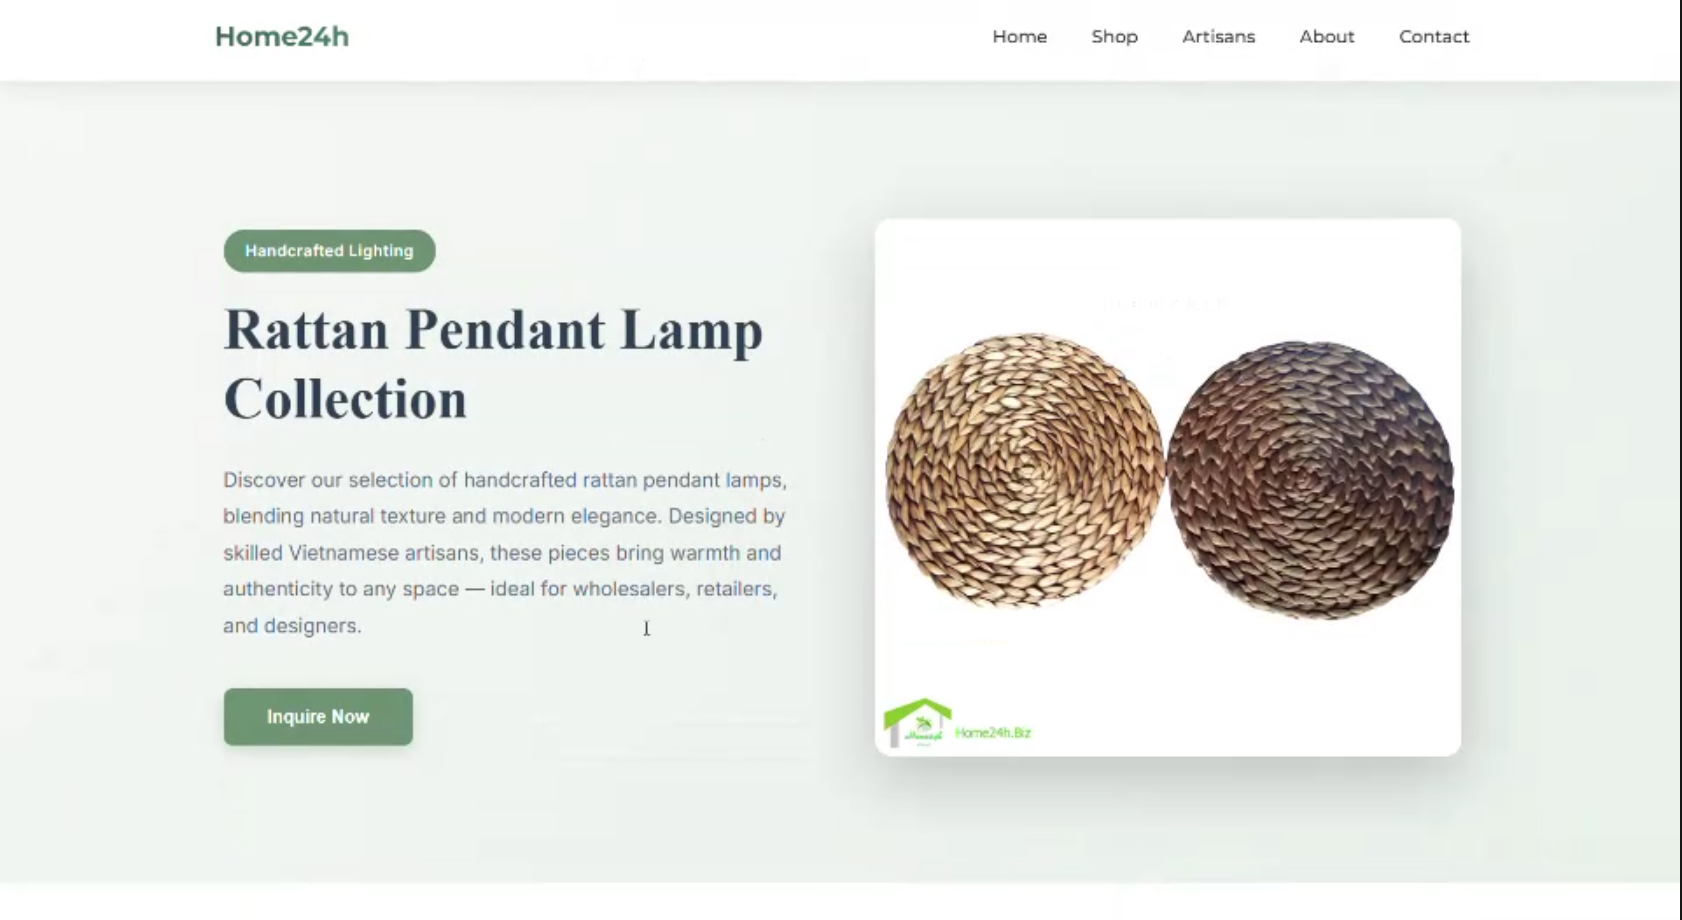 Home24h
Home
Shop
Artisans
About
Contact
Handcrafted Lighting
Rattan Pendant Lamp
Collection
Discover our selection of handcrafted rattan pendant lamps,
blending natural texture and modern elegance. Designed by
skilled Vietnamese artisans, these pieces bring warmth and
authenticity to any space — ideal for wholesalers, retailers,
and designers.
Inquire Now
Home24h.Biz